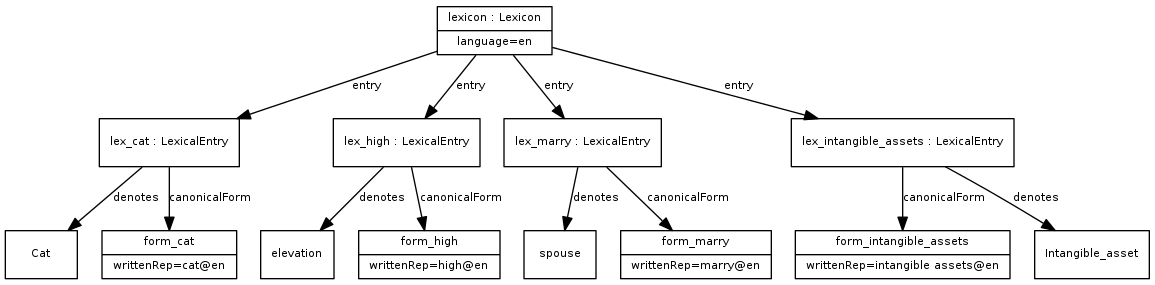 lexicon : Lexicon
language=en
entry
entry
entry
entry
lex_cat : LexicalEntry
lex_high : LexicalEntry
lex_marry : LexicalEntry
lex_intangible_assets : LexicalEntry
denotes
canonicalForm
denotes
canonicalForm
denotes
canonicalForm
canonicalForm
denotes
Cat
form_cat
writtenRep=cat@en
elevation
form_high
writtenRep=high@en
spouse
form_marry
writtenRep=marry@en
form_intangible_assets
writtenRep=intangible assets@en
Intangible_asset